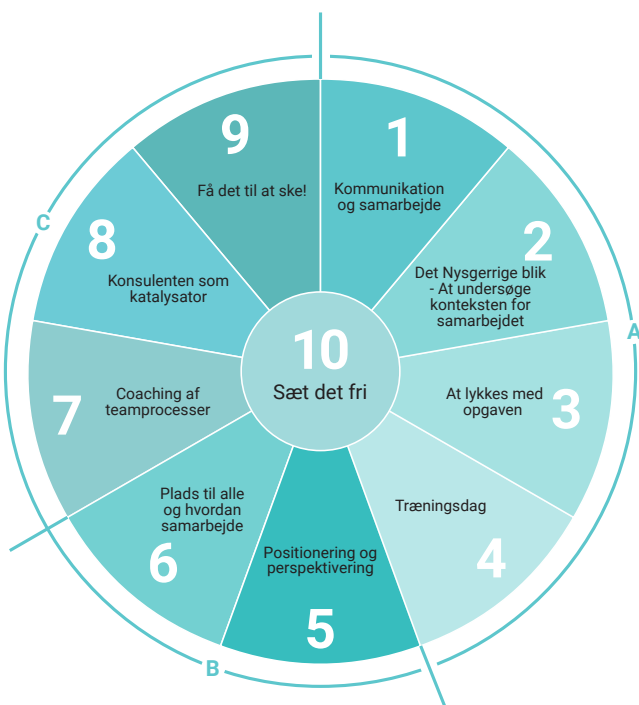 1
Kommunikation
og samarbejde
2
Det Nysgerrige blik
- At undersøge
konteksten for
samarbejdet
A
3
At lykkes med
opgaven
4
Træningsdag
5
Positionering og
perspektivering
B
6
Plads til alle
og hvordan
samarbejde
7
Coaching af
teamprocesser
8
Konsulenten som
katalysator
C
9
Få det til at ske!
10
Sæt det fri